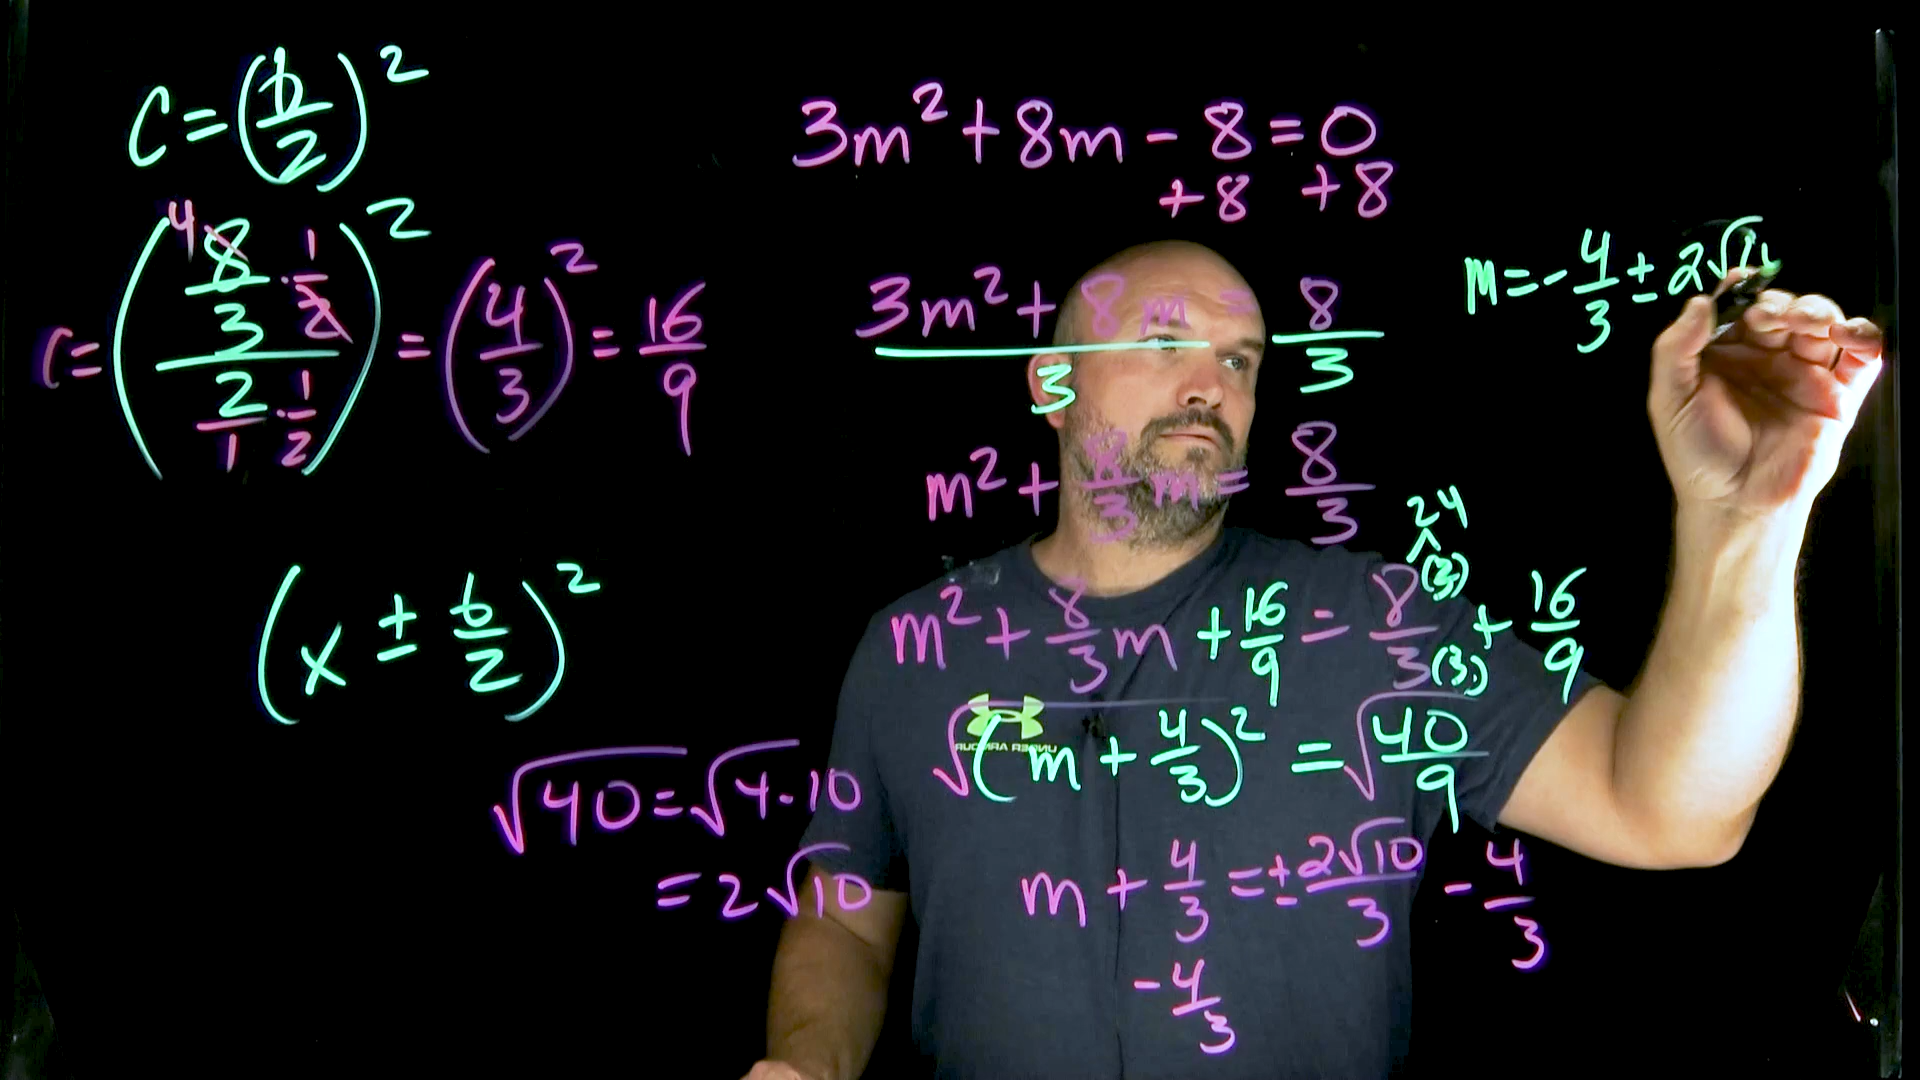 c = (b/2)²
c = (4 8/3 · 1/2 / 2/1 · 1/2)² = (4/3)² = 16/9
(x ± b/2)²
√40 = √4·10
= 2√10
3m² + 8m - 8 = 0
+8 +8
3m² + 8m = 8
3 3
m² + 8/3 m = 8/3
24
m² + 8/3 m + 16/9 = 8(3)/3(3) + 16/9
√(m + 4/3)² = √40/9
UNDER ARMOUR
m + 4/3 = ± 2√10/3 - 4/3
- 4/3
m = - 4/3 ± 2√